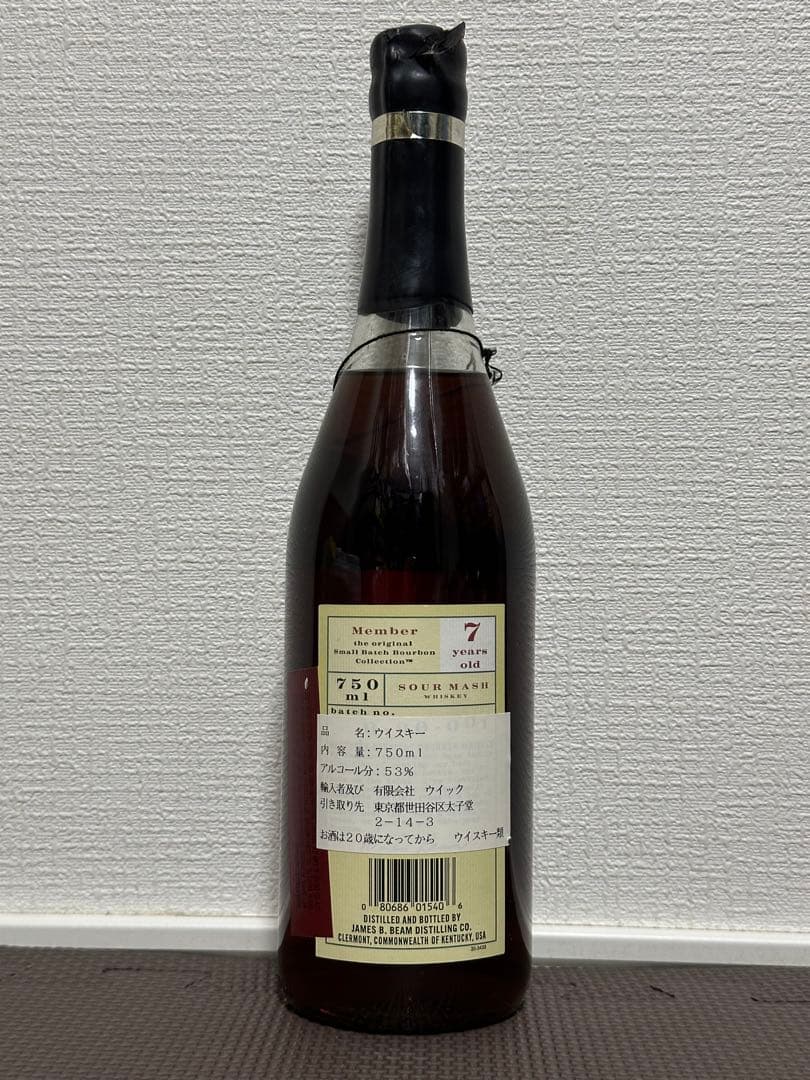 Member
the original
Small Batch Bourbon
Collection™
7
years
old
750
ml
SOUR MASH
WHISKEY
batch no.
品 名:ウイスキー
内 容 量:750ml
アルコール分:53%
輸入者及び 有限会社 ウイック
引き取り先 東京都世田谷区太子堂
2-14-3
お酒は20歳になってから ウイスキー類
0 80686 01540 6
DISTILLED AND BOTTLED BY
JAMES B. BEAM DISTILLING CO.
CLERMONT, COMMONWEALTH OF KENTUCKY, USA